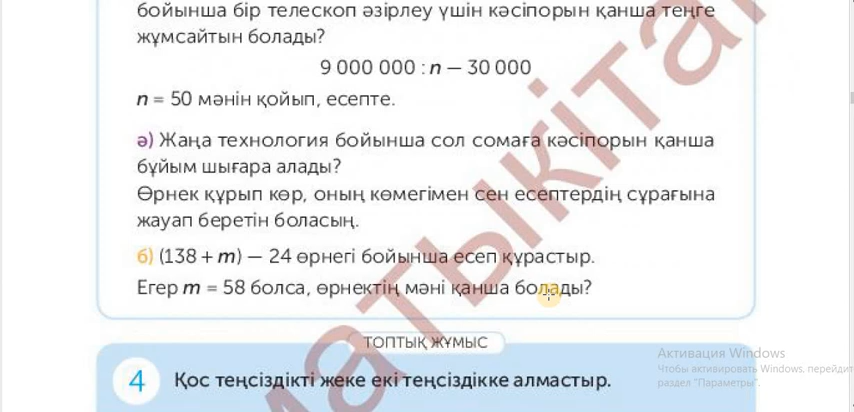 бойынша бір телескоп әзірлеу үшін кәсіпорын қанша теңге
жұмсайтын болады?
9 000 000 : n — 30 000
n = 50 мәнін қойып, есепте.
ә) Жаңа технология бойынша сол сомаға кәсіпорын қанша
бұйым шығара алады?
Өрнек құрып көр, оның көмегімен сен есептердің сұрағына
жауап беретін боласың.
б) (138 + m) — 24 өрнегі бойынша есеп құрастыр.
Егер m = 58 болса, өрнектің мәні қанша болады?
ТОПТЫҚ ЖҰМЫС
4 Қос теңсіздікті жеке екі теңсіздікке алмастыр.
Активация Windows
Чтобы активировать Windows, перейдит
раздел "Параметры".